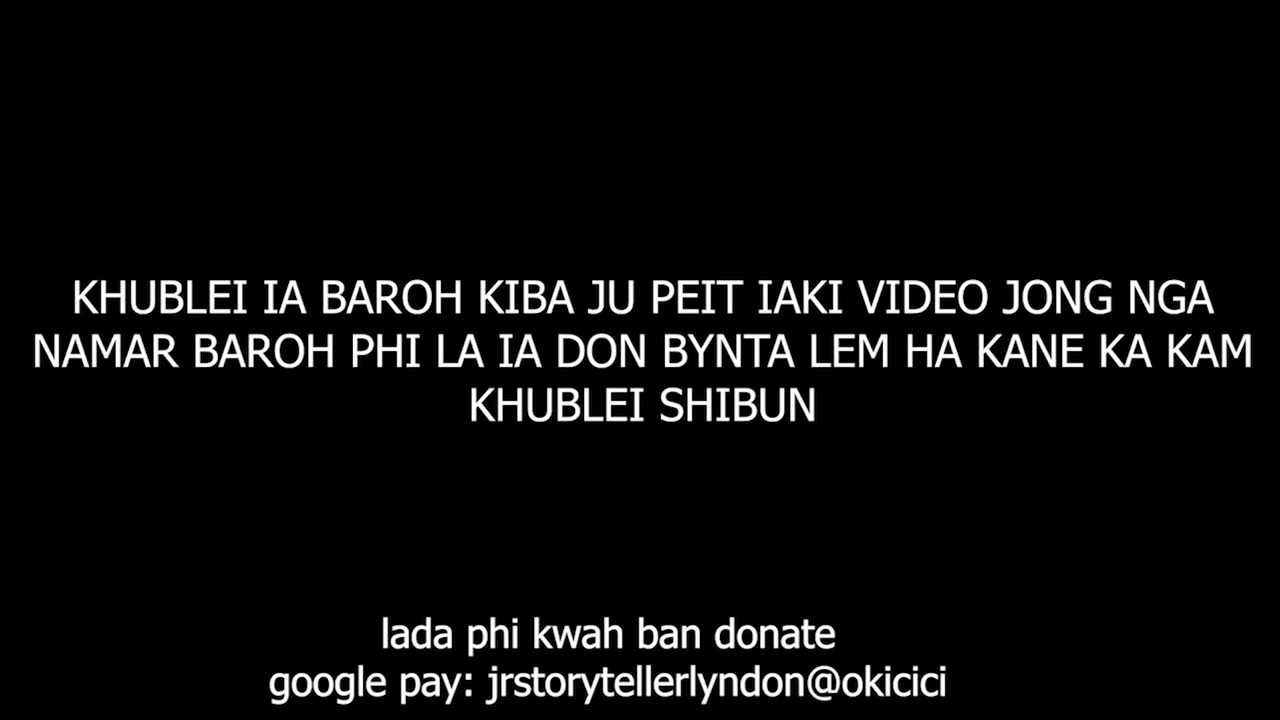 KHUBLEI IA BAROH KIBA JU PEIT IAKI VIDEO JONG NGA
NAMAR BAROH PHI LA IA DON BYNTA LEM HA KANE KA KAM
KHUBLEI SHIBUN
lada phi kwah ban donate
google pay: jrstorytellerlyndon@okicici